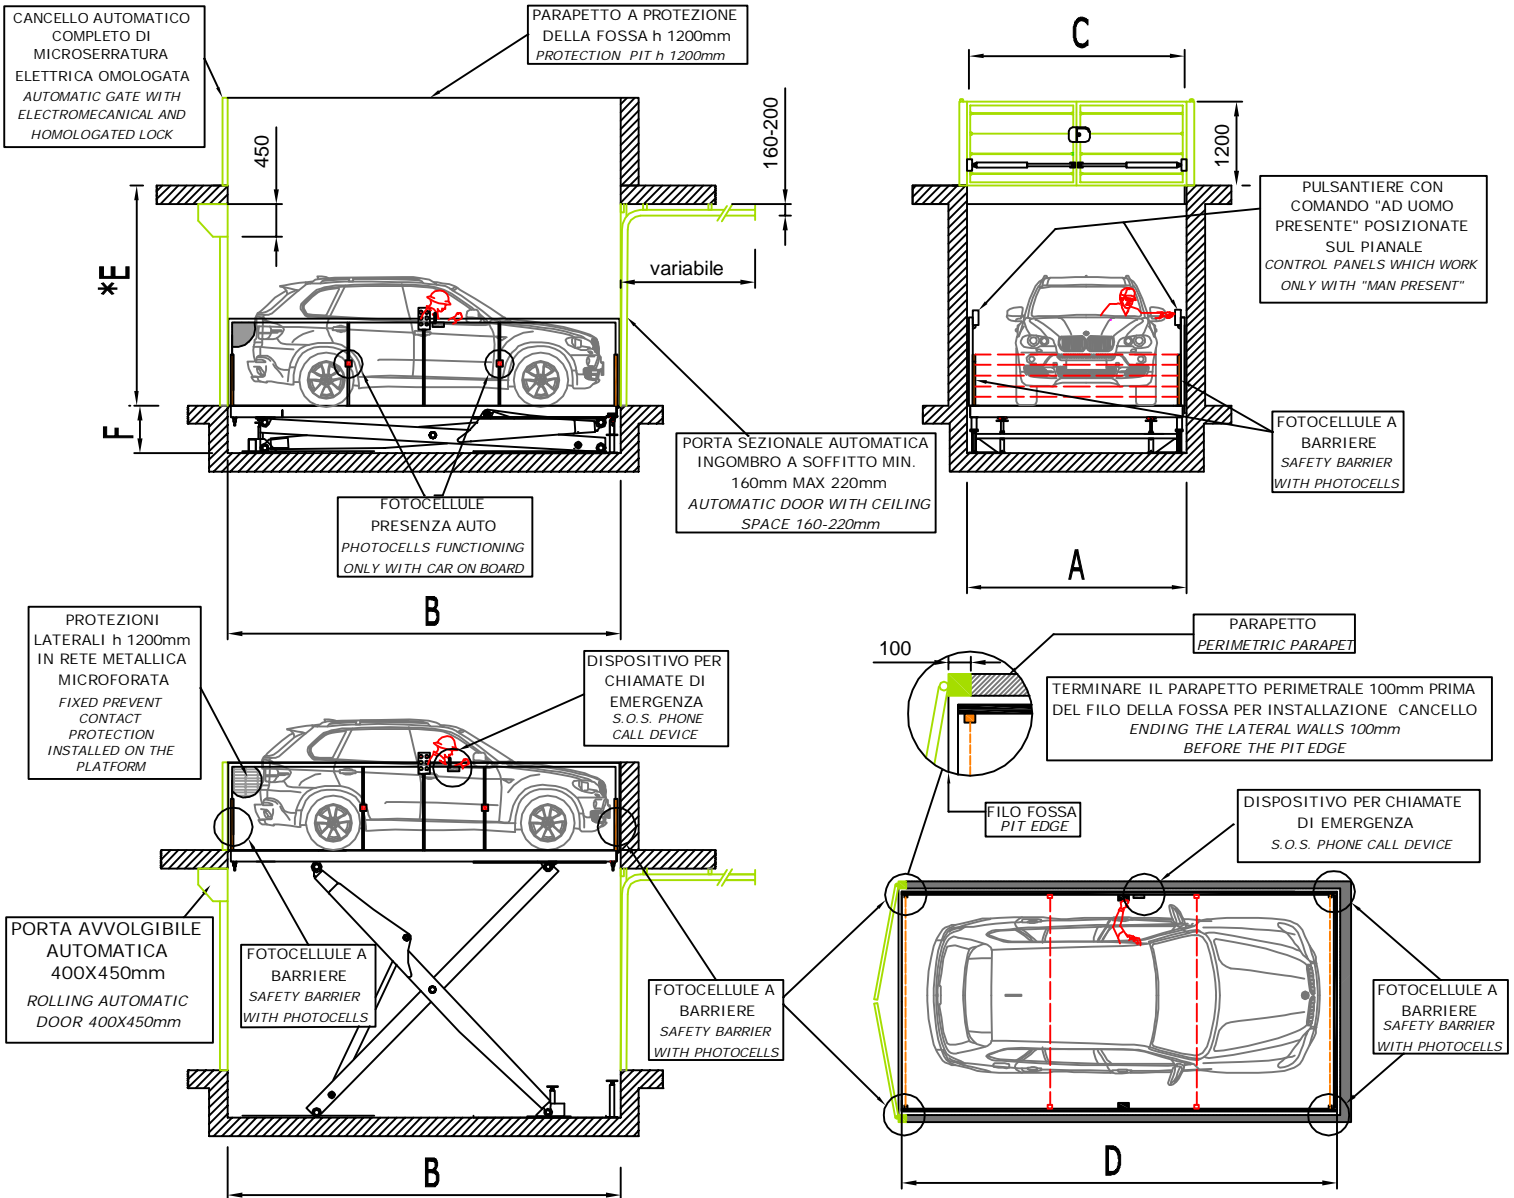 CANCELLO AUTOMATICO
COMPLETO DI
MICROSERRATURA
ELETTRICA OMOLOGATA
AUTOMATIC GATE WITH
ELECTROMECHANICAL AND
HOMOLOGATED LOCK
PARAPETTO A PROTEZIONE
DELLA FOSSA h 1200mm
PROTECTION PIT h 1200mm
450
160-200
variabile
*E
F
C
1200
PULSANTIERE CON
COMANDO "AD UOMO
PRESENTE" POSIZIONATE
SUL PIANALE
CONTROL PANELS WHICH WORK
ONLY WITH "MAN PRESENT"
FOTOCELLULE A
BARRIERE
SAFETY BARRIER
WITH PHOTOCELLS
PORTA SEZIONALE AUTOMATICA
INGOMBRO A SOFFITTO MIN.
160mm MAX 220mm
AUTOMATIC DOOR WITH CEILING
SPACE 160-220mm
FOTOCELLULE
PRESENZA AUTO
PHOTOCELLS FUNCTIONING
ONLY WITH CAR ON BOARD
A
B
PROTEZIONI
LATERALI h 1200mm
IN RETE METALLICA
MICROFORATA
FIXED PREVENT
CONTACT
PROTECTION
INSTALLED ON THE
PLATFORM
DISPOSITIVO PER
CHIAMATE DI
EMERGENZA
S.O.S. PHONE
CALL DEVICE
100
PARAPETTO
PERIMETRIC PARAPET
TERMINARE IL PARAPETTO PERIMETRALE 100mm PRIMA
DEL FILO DELLA FOSSA PER INSTALLAZIONE CANCELLO
ENDING THE LATERAL WALLS 100mm
BEFORE THE PIT EDGE
FILO FOSSA
PIT EDGE
DISPOSITIVO PER CHIAMATE
DI EMERGENZA
S.O.S. PHONE CALL DEVICE
PORTA AVVOLGIBILE
AUTOMATICA
400X450mm
ROLLING AUTOMATIC
DOOR 400X450mm
FOTOCELLULE A
BARRIERE
SAFETY BARRIER
WITH PHOTOCELLS
FOTOCELLULE A
BARRIERE
SAFETY BARRIER
WITH PHOTOCELLS
FOTOCELLULE A
BARRIERE
SAFETY BARRIER
WITH PHOTOCELLS
B
D